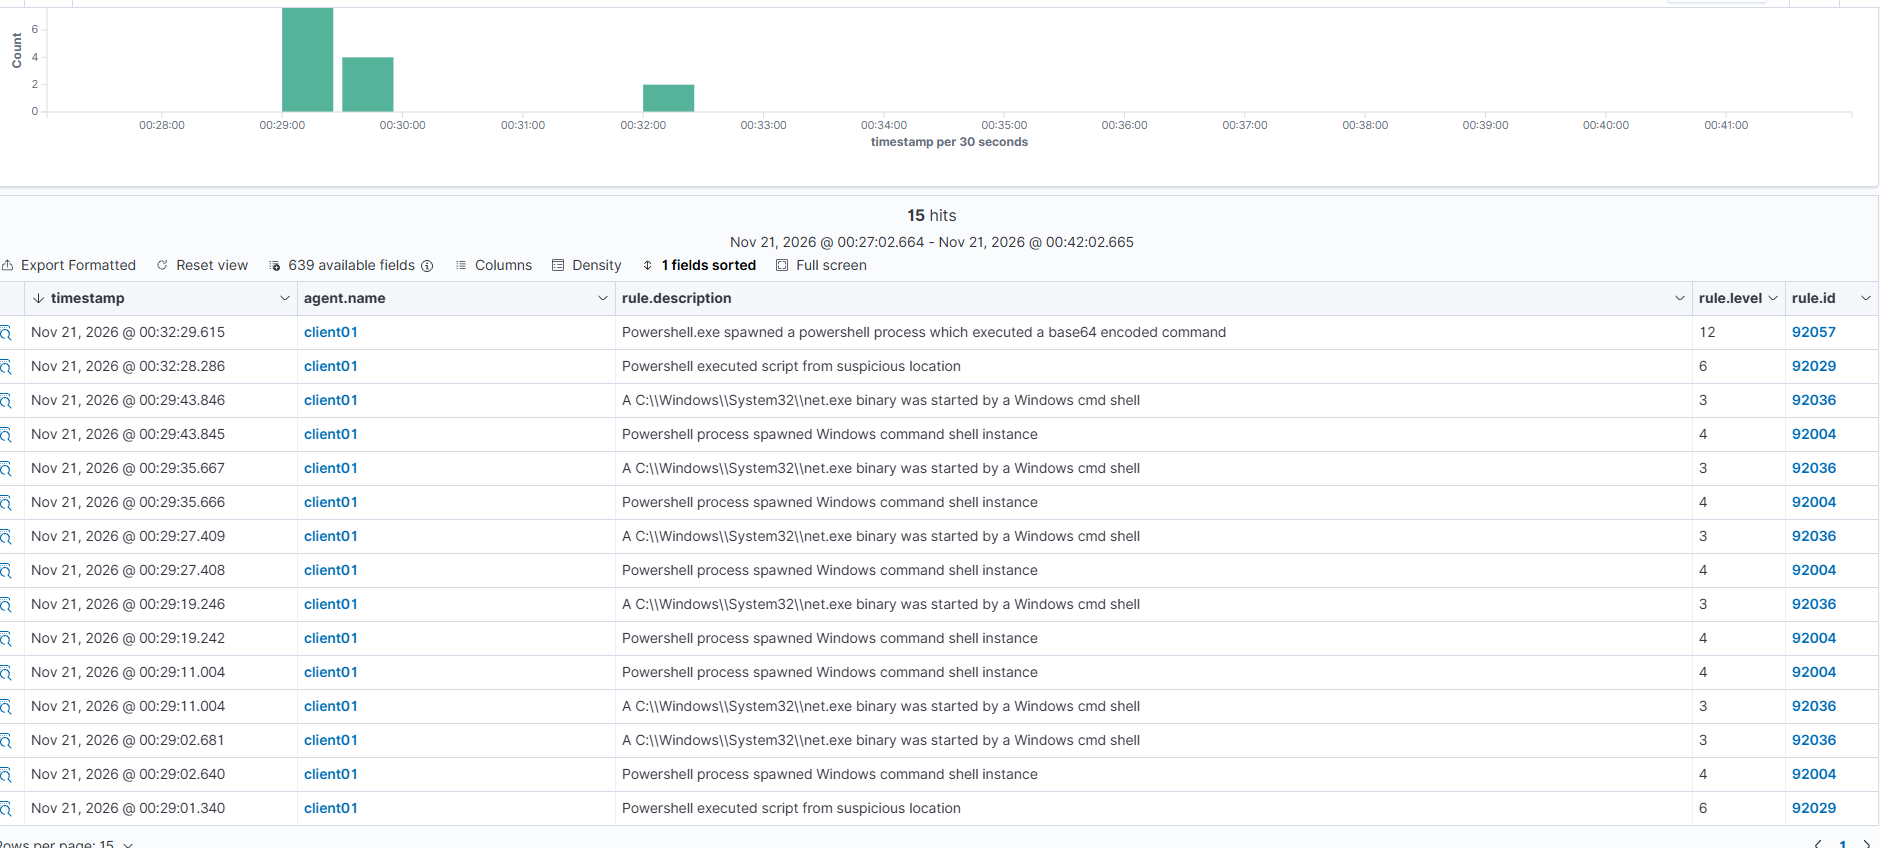 Count
6
4
2
0
00:28:00 00:29:00 00:30:00 00:31:00 00:32:00 00:33:00 00:34:00 00:35:00 00:36:00 00:37:00 00:38:00 00:39:00 00:40:00 00:41:00
timestamp per 30 seconds
15 hits
Nov 21, 2026 @ 00:27:02.664 - Nov 21, 2026 @ 00:42:02.665
Export Formatted Reset view 639 available fields Columns Density 1 fields sorted Full screen
timestamp agent.name rule.description rule.level rule.id
Nov 21, 2026 @ 00:32:29.615 client01 Powershell.exe spawned a powershell process which executed a base64 encoded command 12 92057
Nov 21, 2026 @ 00:32:28.286 client01 Powershell executed script from suspicious location 6 92029
Nov 21, 2026 @ 00:29:43.846 client01 A C:\\Windows\\System32\\net.exe binary was started by a Windows cmd shell 3 92036
Nov 21, 2026 @ 00:29:43.845 client01 Powershell process spawned Windows command shell instance 4 92004
Nov 21, 2026 @ 00:29:35.667 client01 A C:\\Windows\\System32\\net.exe binary was started by a Windows cmd shell 3 92036
Nov 21, 2026 @ 00:29:35.666 client01 Powershell process spawned Windows command shell instance 4 92004
Nov 21, 2026 @ 00:29:27.409 client01 A C:\\Windows\\System32\\net.exe binary was started by a Windows cmd shell 3 92036
Nov 21, 2026 @ 00:29:27.408 client01 Powershell process spawned Windows command shell instance 4 92004
Nov 21, 2026 @ 00:29:19.246 client01 A C:\\Windows\\System32\\net.exe binary was started by a Windows cmd shell 3 92036
Nov 21, 2026 @ 00:29:19.242 client01 Powershell process spawned Windows command shell instance 4 92004
Nov 21, 2026 @ 00:29:11.004 client01 Powershell process spawned Windows command shell instance 4 92004
Nov 21, 2026 @ 00:29:11.004 client01 A C:\\Windows\\System32\\net.exe binary was started by a Windows cmd shell 3 92036
Nov 21, 2026 @ 00:29:02.681 client01 A C:\\Windows\\System32\\net.exe binary was started by a Windows cmd shell 3 92036
Nov 21, 2026 @ 00:29:02.640 client01 Powershell process spawned Windows command shell instance 4 92004
Nov 21, 2026 @ 00:29:01.340 client01 Powershell executed script from suspicious location 6 92029
Rows per page: 15 1